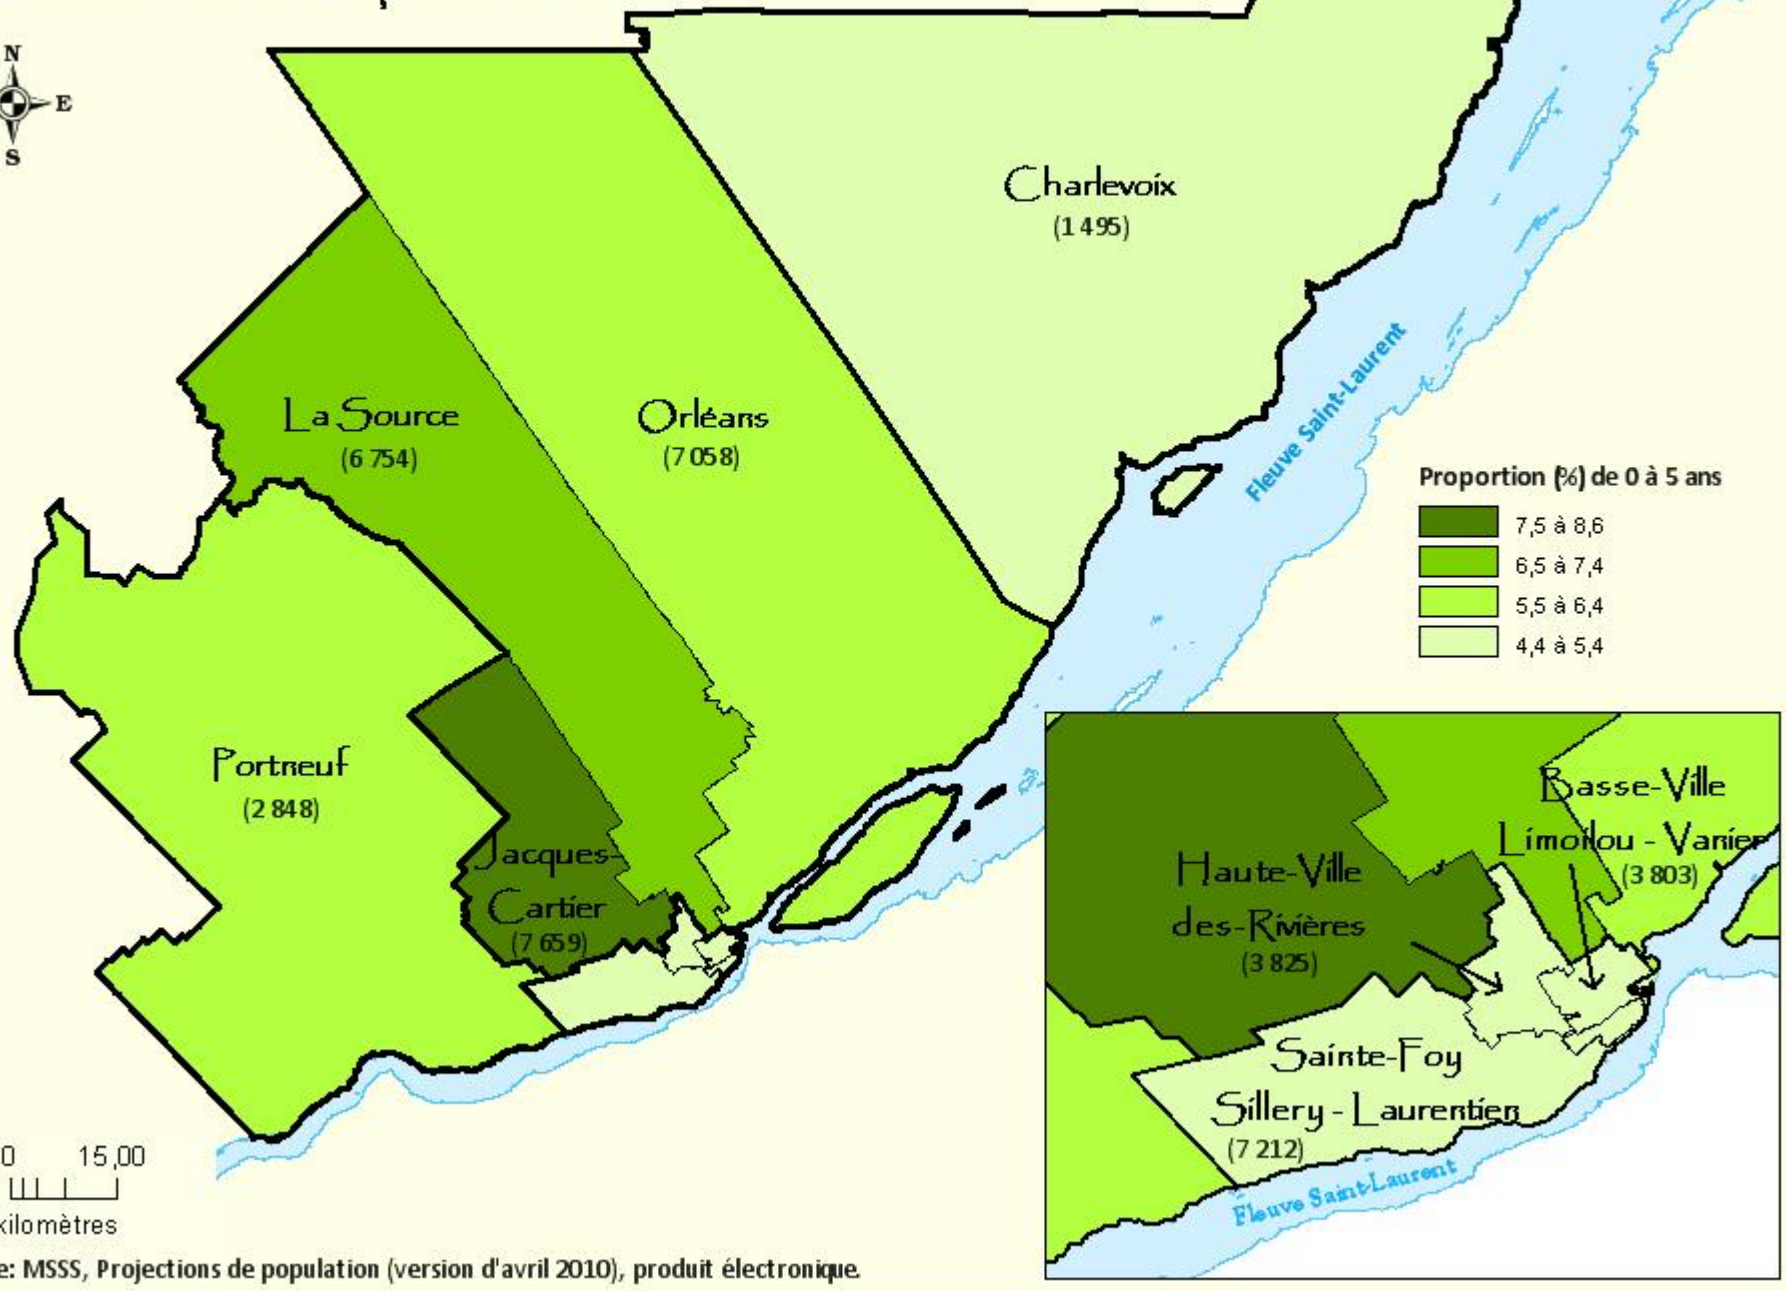 N
E
S
Charlevoix
(1 495)
La Source
(6 754)
Orléans
(7 058)
Fleuve Saint-Laurent
Proportion (%) de 0 à 5 ans
7,5 à 8,6
6,5 à 7,4
5,5 à 6,4
4,4 à 5,4
Portneuf
(2 848)
Jacques-
Cartier
(7 659)
Basse-Ville
Limoilou - Vanier
(3 803)
Haute-Ville
des-Rivières
(3 825)
Sainte-Foy
Sillery - Laurentien
(7 212)
Fleuve Saint-Laurent
0 15,00
kilomètres
e: MSSS, Projections de population (version d'avril 2010), produit électronique.